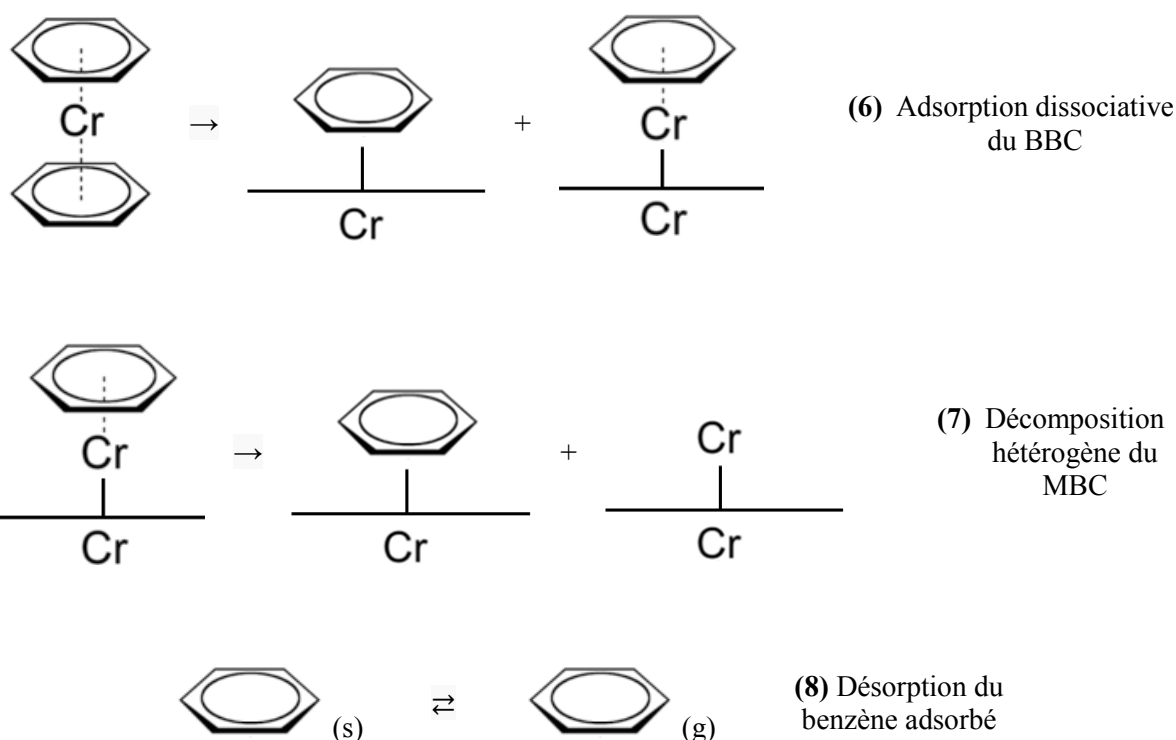 Cr → Cr + Cr Cr (6) Adsorption dissociative
du BBC
Cr → Cr + Cr Cr (7) Décomposition
hétérogène du
MBC
Cr
(s) ⇄ (g) (8) Désorption du
benzène adsorbé